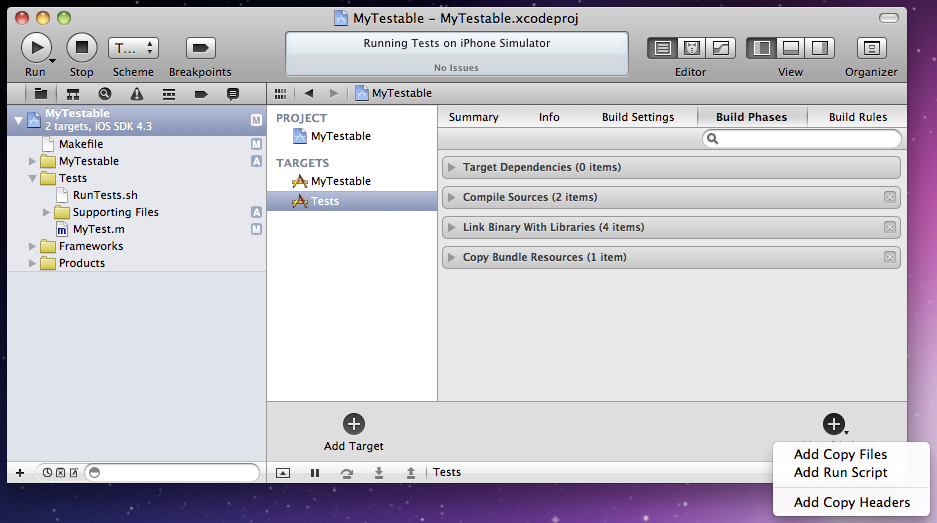 MyTestable – MyTestable.xcodeproj
Running Tests on iPhone Simulator
No Issues
T...
Run
Stop
Scheme
Breakpoints
Editor
View
Organizer
MyTestable
MyTestable
2 targets, iOS SDK 4.3
M
Makefile
M
MyTestable
A
Tests
RunTests.sh
Supporting Files
A
MyTest.m
M
Frameworks
Products
PROJECT
MyTestable
TARGETS
MyTestable
Tests
Summary
Info
Build Settings
Build Phases
Build Rules
Target Dependencies (0 items)
Compile Sources (2 items)
Link Binary With Libraries (4 items)
Copy Bundle Resources (1 item)
Add Target
Tests
Add Copy Files
Add Run Script
Add Copy Headers